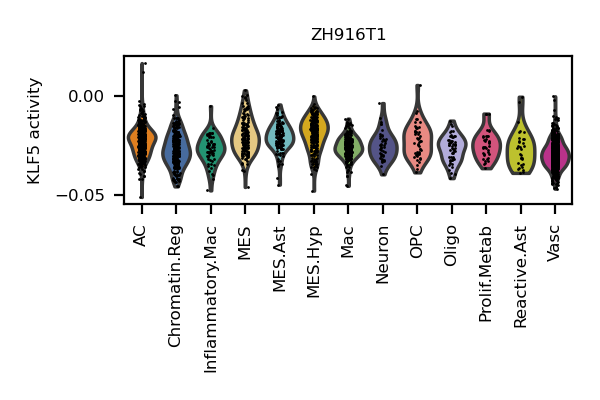 ZH916T1
KLF5 activity
0.00
−0.05
AC
Chromatin.Reg
Inflammatory.Mac
MES
MES.Ast
MES.Hyp
Mac
Neuron
OPC
Oligo
Prolif.Metab
Reactive.Ast
Vasc